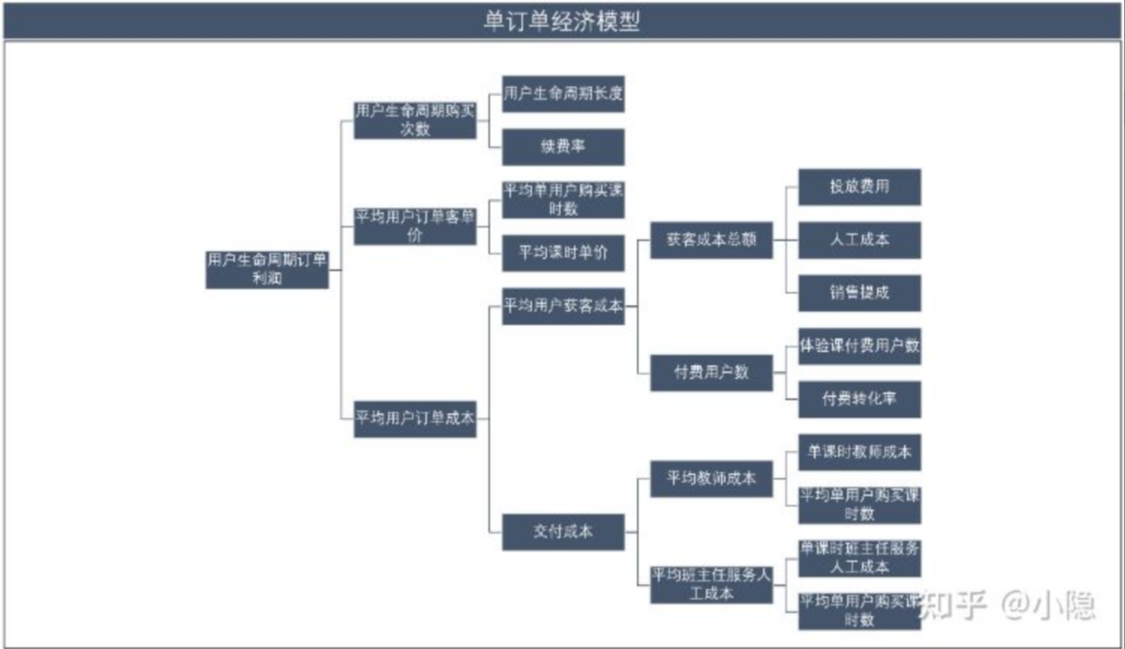 单订单经济模型
用户生命周期订单
利润
用户生命周期购买
次数
用户生命周期长度
续费率
平均用户订单客单
价
平均单用户购买课
时数
平均课时单价
平均用户订单成本
平均用户获客成本
获客成本总额
投放费用
人工成本
销售提成
付费用户数
体验课付费用户数
付费转化率
交付成本
平均教师成本
单课时教师成本
平均单用户购买课
时数
平均班主任服务人
工成本
单课时班主任服务
人工成本
平均单用户购买课
时数
知乎 @小隐